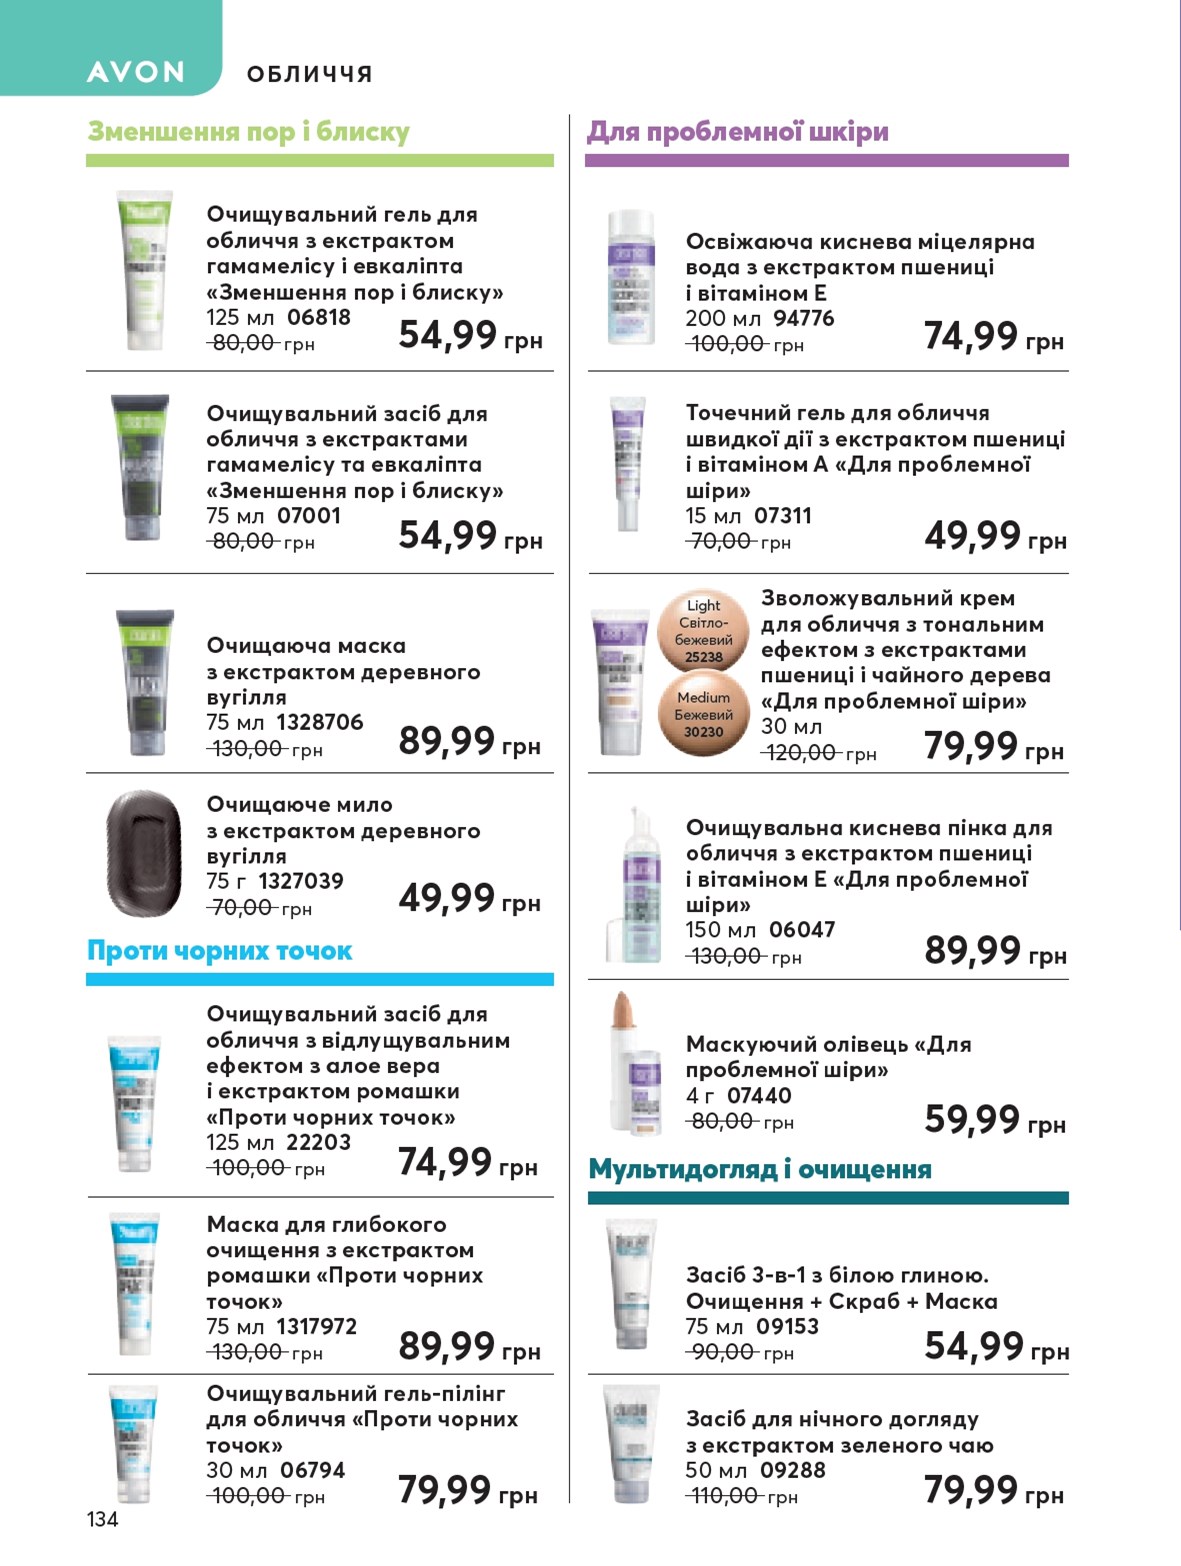 AVON
ОБЛИЧЧЯ
Зменшення пор і блиску
Очищувальний гель для
обличчя з екстрактом
гамамелісу і евкаліпта
«Зменшення пор і блиску»
125 мл 06818
80,00 грн
54,99 грн
Очищувальний засіб для
обличчя з екстрактами
гамамелісу та евкаліпта
«Зменшення пор і блиску»
75 мл 07001
80,00 грн
54,99 грн
Очищаюча маска
з екстрактом деревного
вугілля
75 мл 1328706
130,00 грн
89,99 грн
Очищаюче мило
з екстрактом деревного
вугілля
75 г 1327039
70,00 грн
49,99 грн
Проти чорних точок
Очищувальний засіб для
обличчя з відлущувальним
ефектом з алое вера
і екстрактом ромашки
«Проти чорних точок»
125 мл 22203
100,00 грн
74,99 грн
Маска для глибокого
очищення з екстрактом
ромашки «Проти чорних
точок»
75 мл 1317972
130,00 грн
89,99 грн
Очищувальний гель-пілінг
для обличчя «Проти чорних
точок»
30 мл 06794
100,00 грн
79,99 грн
Для проблемної шкіри
Освіжаюча киснева міцелярна
вода з екстрактом пшениці
і вітаміном Е
200 мл 94776
100,00 грн
74,99 грн
Точечний гель для обличчя
швидкої дії з екстрактом пшениці
і вітаміном А «Для проблемної
шіри»
15 мл 07311
70,00 грн
49,99 грн
Light
Світло-
бежевий
25238
Medium
Бежевий
30230
Зволожувальний крем
для обличчя з тональним
ефектом з екстрактами
пшениці і чайного дерева
«Для проблемної шіри»
30 мл
120,00 грн
79,99 грн
Очищувальна киснева пінка для
обличчя з екстрактом пшениці
і вітаміном Е «Для проблемної
шіри»
150 мл 06047
130,00 грн
89,99 грн
Маскуючий олівець «Для
проблемної шіри»
4 г 07440
80,00 грн
59,99 грн
Мультидогляд і очищення
Засіб 3-в-1 з білою глиною.
Очищення + Скраб + Маска
75 мл 09153
90,00 грн
54,99 грн
Засіб для нічного догляду
з екстрактом зеленого чаю
50 мл 09288
110,00 грн
79,99 грн
134